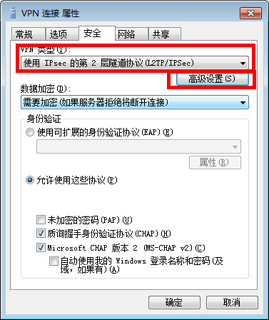 VPN 连接 属性
常规 选项 安全 网络 共享
VPN 类型(T):
使用 IPsec 的第 2 层隧道协议(L2TP/IPSec)
高级设置(S)
数据加密(D):
需要加密(如果服务器拒绝将断开连接)
身份验证
使用可扩展的身份验证协议(EAP)(E)
属性(R)
允许使用这些协议(P)
未加密的密码(PAP)(U)
质询握手身份验证协议(CHAP)(H)
Microsoft CHAP 版本 2 (MS-CHAP v2)(C)
自动使用我的 Windows 登录名称和密码(及
域,如果有)(A)
确定 取消